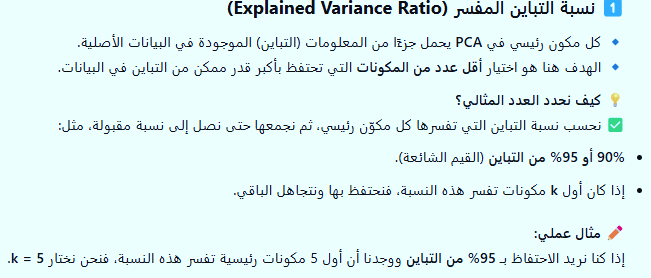 1️⃣ نسبة التباين المفسر (Explained Variance Ratio)
🔹 كل مكون رئيسي في PCA يحمل جزءًا من المعلومات (التباين) الموجودة في البيانات الأصلية.
🔹 الهدف هنا هو اختيار أقل عدد من المكونات التي تحتفظ بأكبر قدر ممكن من التباين في البيانات.
💡 كيف نحدد العدد المثالي؟
✅ نحسب نسبة التباين التي تفسرها كل مكوّن رئيسي، ثم نجمعها حتى نصل إلى نسبة مقبولة، مثل:
• 90% أو 95% من التباين (القيم الشائعة).
• إذا كان أول k مكونات تفسر هذه النسبة، فنحتفظ بها ونتجاهل الباقي.
✏️ مثال عملي:
إذا كنا نريد الاحتفاظ بـ 95% من التباين ووجدنا أن أول 5 مكونات رئيسية تفسر هذه النسبة، فنحن نختار k = 5.